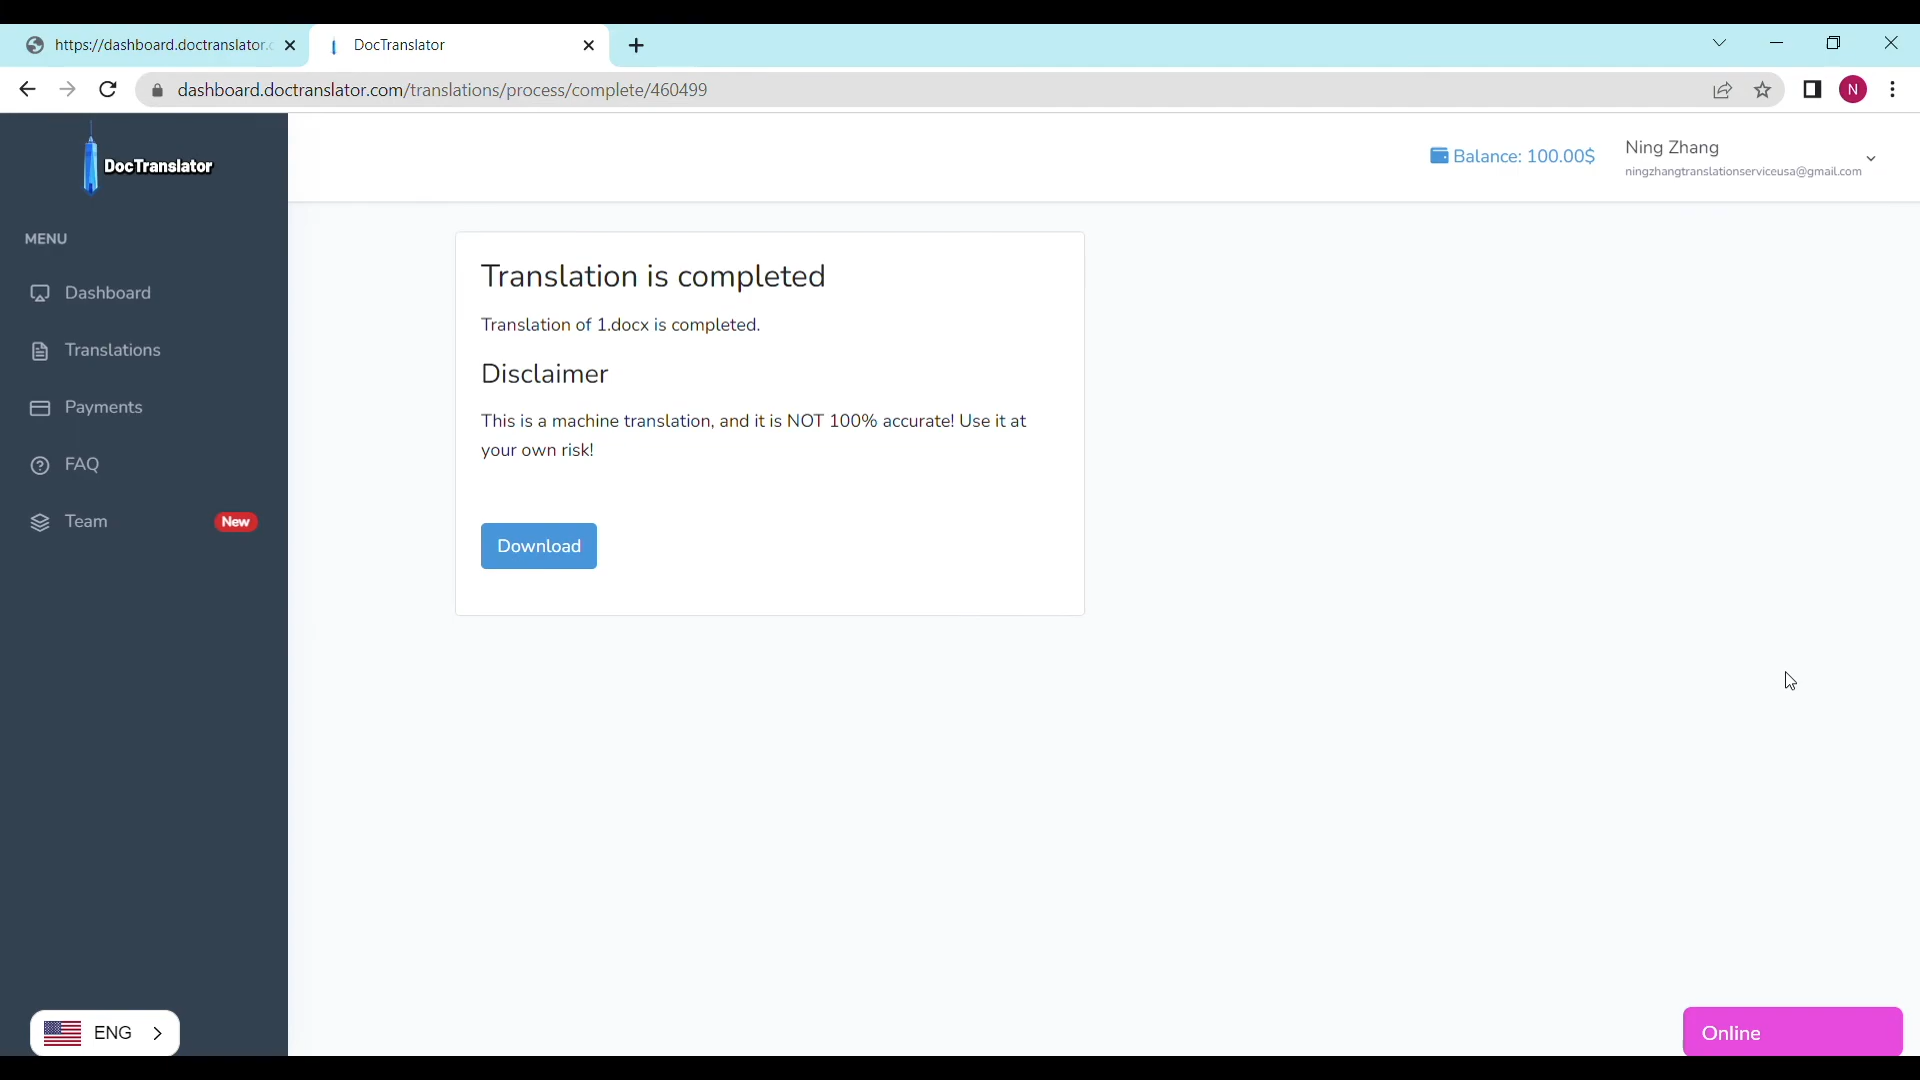 https://dashboard.doctranslator.c
DocTranslator
dashboard.doctranslator.com/translations/process/complete/460499
N
DocTranslator
Balance: 100.00$
Ning Zhang
ningzhangtranslationserviceusa@gmail.com
MENU
Dashboard
Translations
Payments
FAQ
Team
New
Translation is completed
Translation of 1.docx is completed.
Disclaimer
This is a machine translation, and it is NOT 100% accurate! Use it at
your own risk!
Download
ENG
Online